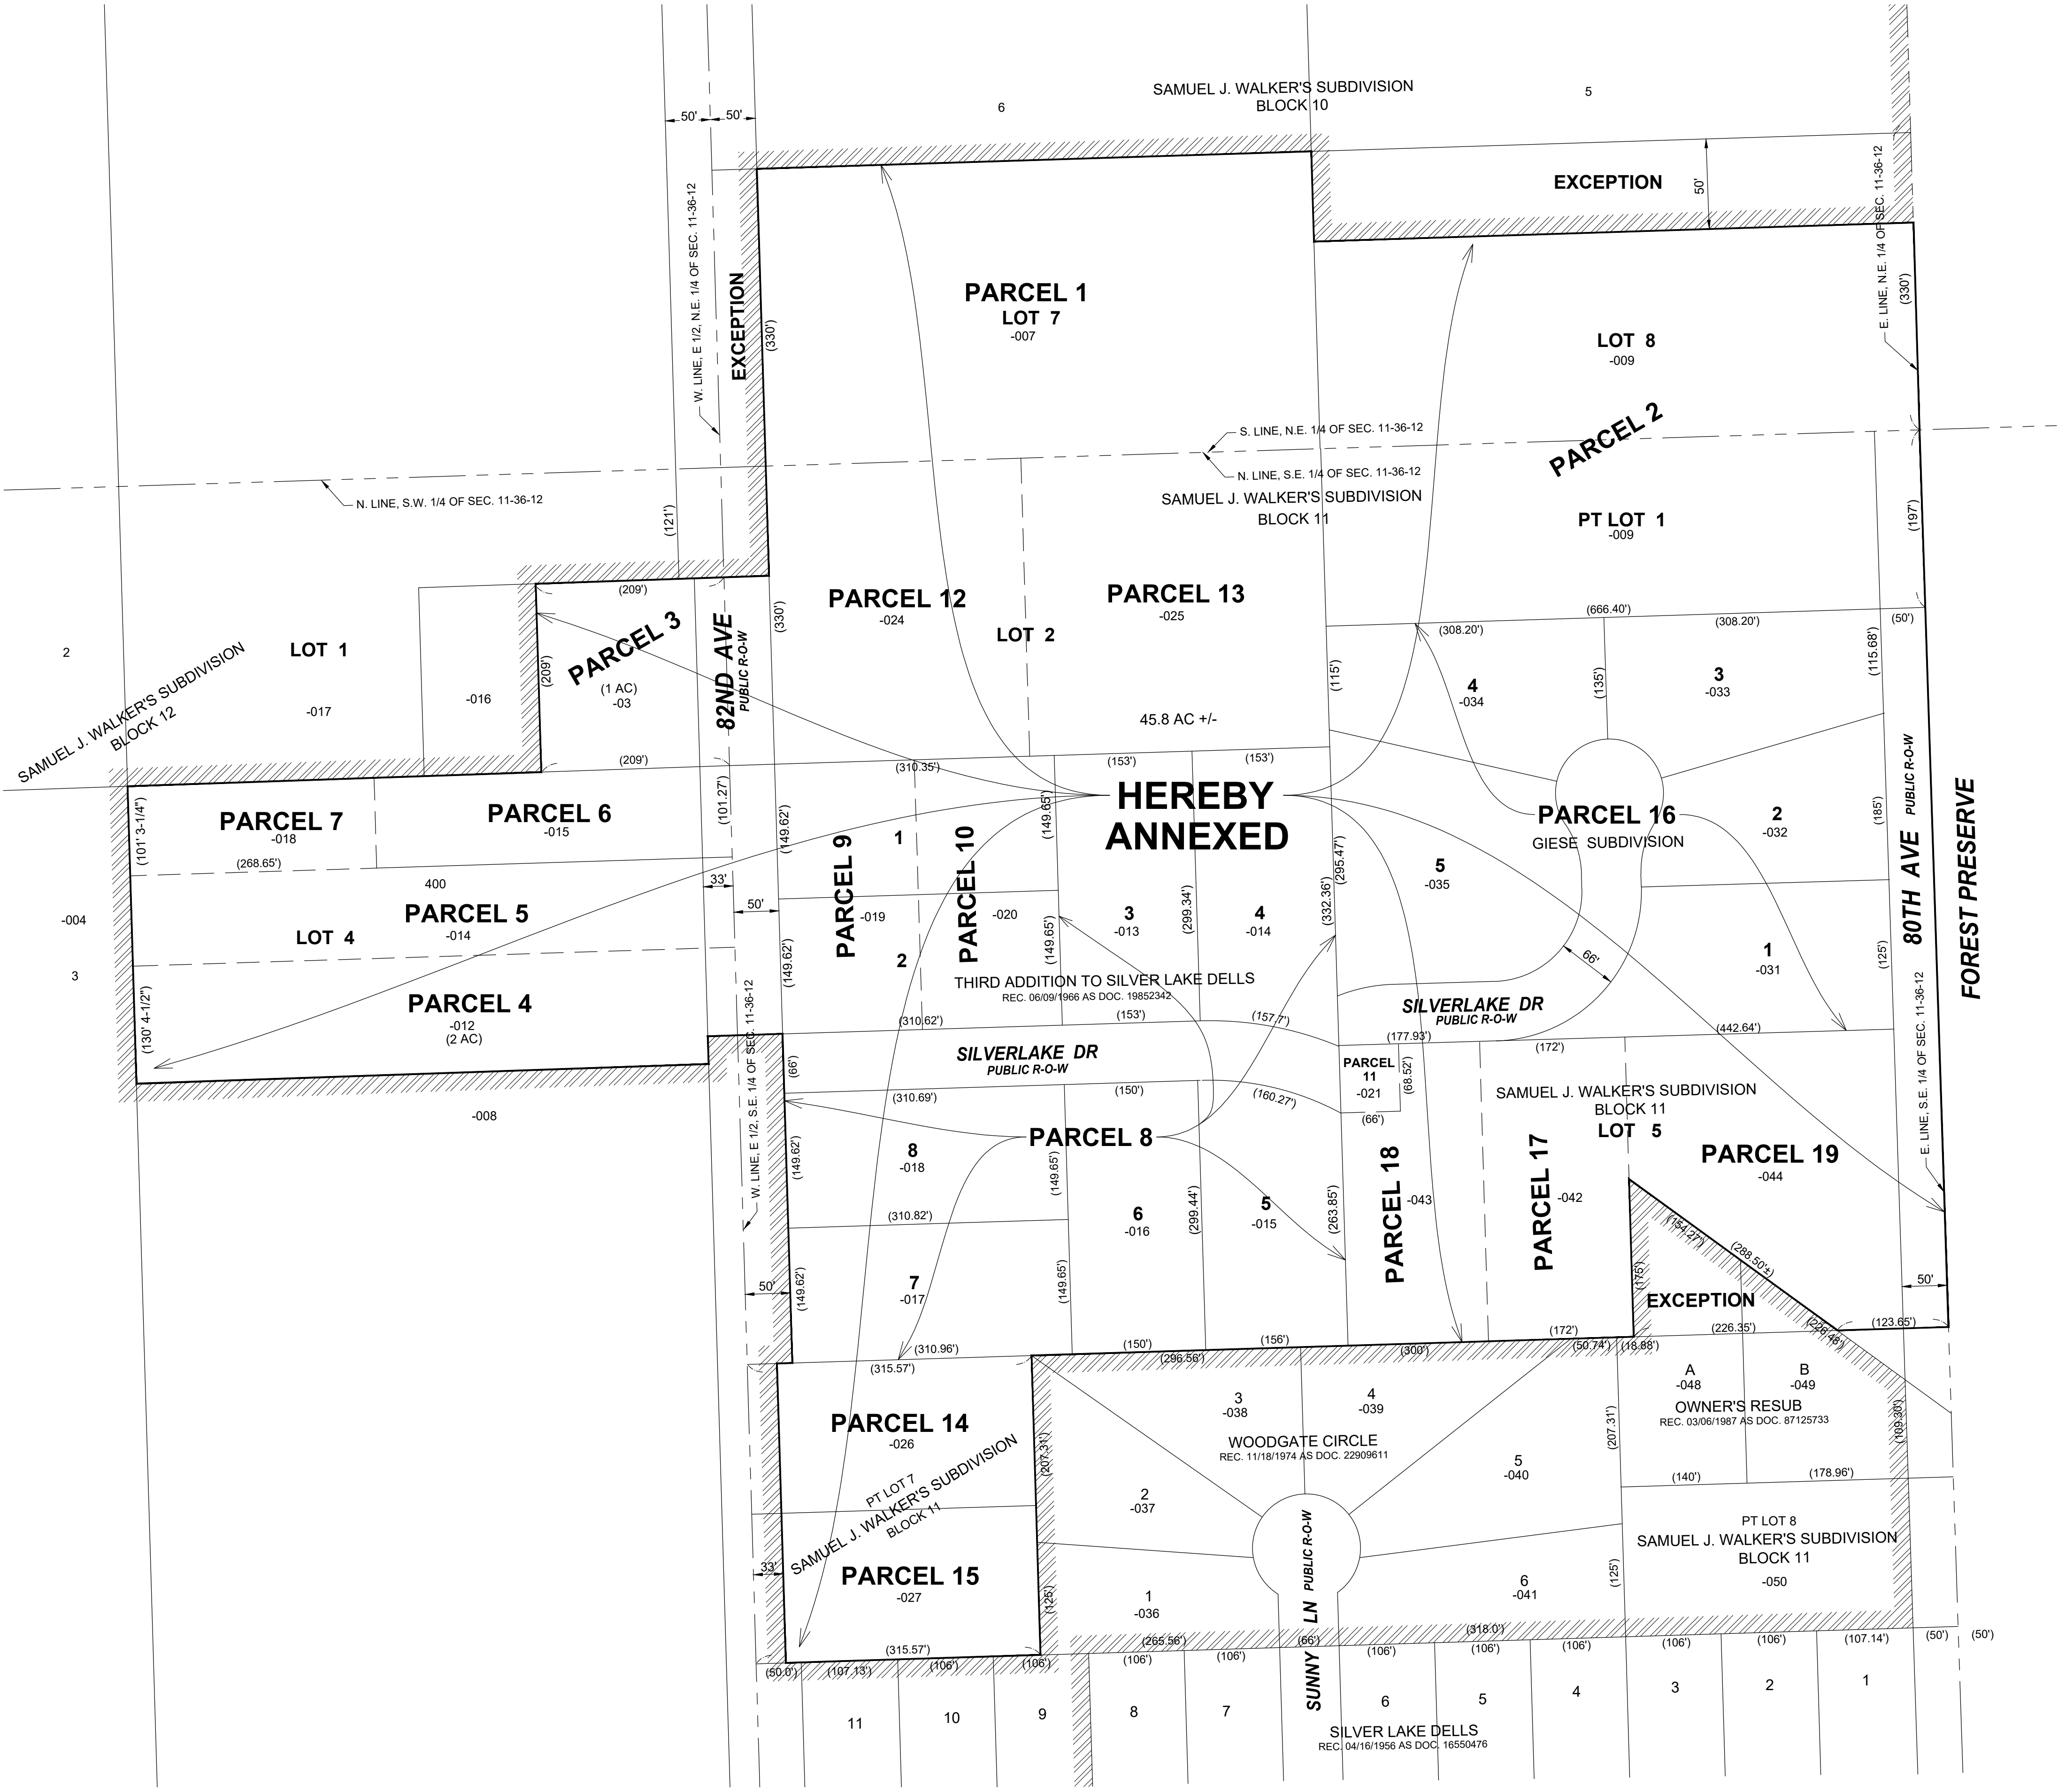 SAMUEL J. WALKER'S SUBDIVISION
BLOCK 10
6
5
50'
50'
EXCEPTION
50'
E. LINE, N.E. 1/4 OF SEC. 11-36-12
(330')
W. LINE, E 1/2, N.E. 1/4 OF SEC. 11-36-12
EXCEPTION
(330')
PARCEL 1
LOT 7
-007
LOT 8
-009
PARCEL 2
S. LINE, N.E. 1/4 OF SEC. 11-36-12
N. LINE, S.E. 1/4 OF SEC. 11-36-12
SAMUEL J. WALKER'S SUBDIVISION
BLOCK 11
PT LOT 1
-009
(197')
N. LINE, S.W. 1/4 OF SEC. 11-36-12
(121')
(209')
PARCEL 3
(1 AC)
-03
(209')
(209')
82ND AVE
PUBLIC R-O-W
(330')
PARCEL 12
-024
LOT 2
PARCEL 13
-025
45.8 AC +/-
(666.40')
(308.20')
(308.20')
(50')
(115')
(135')
(115.68')
4
-034
3
-033
2
LOT 1
-017
-016
SAMUEL J. WALKER'S SUBDIVISION
BLOCK 12
(310.35')
(153')
(153')
HEREBY
ANNEXED
PARCEL 16
GIESE SUBDIVISION
2
-032
(185')
80TH AVE
PUBLIC R-O-W
FOREST PRESERVE
(101' 3-1/4")
PARCEL 7
-018
(268.65')
PARCEL 6
-015
(101.27')
(149.62')
PARCEL 9
1
PARCEL 10
(149.65')
(295.47')
(332.36')
5
-035
33'
50'
400
PARCEL 5
-014
LOT 4
-004
3
-019
-020
(149.65')
3
-013
(299.34')
4
-014
2
(149.62')
66'
1
-031
(125')
PARCEL 4
-012
(2 AC)
(130' 4-1/2")
THIRD ADDITION TO SILVER LAKE DELLS
REC. 06/09/1966 AS DOC. 19852342
(310.62')
(153')
(157.7')
SILVERLAKE DR
PUBLIC R-O-W
(177.93')
(172')
(442.64')
SILVERLAKE DR
PUBLIC R-O-W
(66')
PARCEL
11
-021
(68.52')
(66')
(310.69')
(150')
(160.27')
SAMUEL J. WALKER'S SUBDIVISION
BLOCK 11
LOT 5
PARCEL 19
-044
E. LINE, S.E. 1/4 OF SEC. 11-36-12
W. LINE, E 1/2, S.E. 1/4 OF SEC. 11-36-12
-008
PARCEL 8
8
-018
(149.62')
(149.65')
(310.82')
6
-016
(299.44')
5
-015
(263.85')
PARCEL 18
-043
PARCEL 17
-042
(154.27')
(288.50'±)
(175')
EXCEPTION
50'
7
-017
(149.62')
(149.65')
50'
(226.48')
(123.65')
(310.96')
(150')
(156')
(172')
(226.35')
(315.57')
(296.56')
(300')
(50.74')
(18.88')
PARCEL 14
-026
(207.31')
3
-038
4
-039
WOODGATE CIRCLE
REC. 11/18/1974 AS DOC. 22909611
A
-048
B
-049
OWNER'S RESUB
REC. 03/06/1987 AS DOC. 87125733
(109.30')
(207.31')
5
-040
(140')
(178.96')
2
-037
PT LOT 7
SAMUEL J. WALKER'S SUBDIVISION
BLOCK 11
PT LOT 8
SAMUEL J. WALKER'S SUBDIVISION
BLOCK 11
-050
33'
PARCEL 15
-027
(125')
1
-036
6
-041
(125')
SUNNY LN
PUBLIC R-O-W
(315.57')
(265.56')
(66')
(318.0')
(50.0')
(107.13')
(106')
(106')
(106')
(106')
(106')
(106')
(106')
(106')
(106')
(107.14')
(50')
(50')
11
10
9
8
7
6
5
4
3
2
1
SILVER LAKE DELLS
REC. 04/16/1956 AS DOC. 16550476